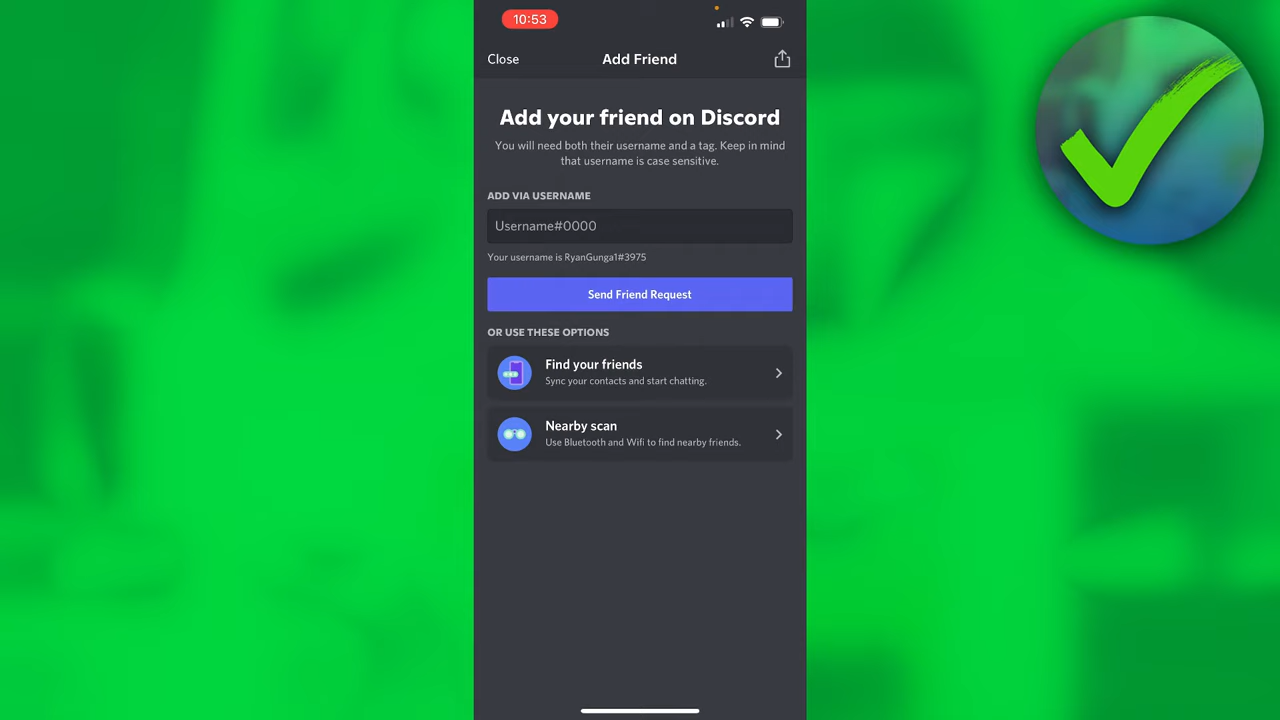 10:53
Close
Add Friend
Add your friend on Discord
You will need both their username and a tag. Keep in mind
that username is case sensitive.
ADD VIA USERNAME
Username#0000
Your username is RyanGunga1#3975
Send Friend Request
OR USE THESE OPTIONS
Find your friends
Sync your contacts and start chatting.
Nearby scan
Use Bluetooth and Wifi to find nearby friends.